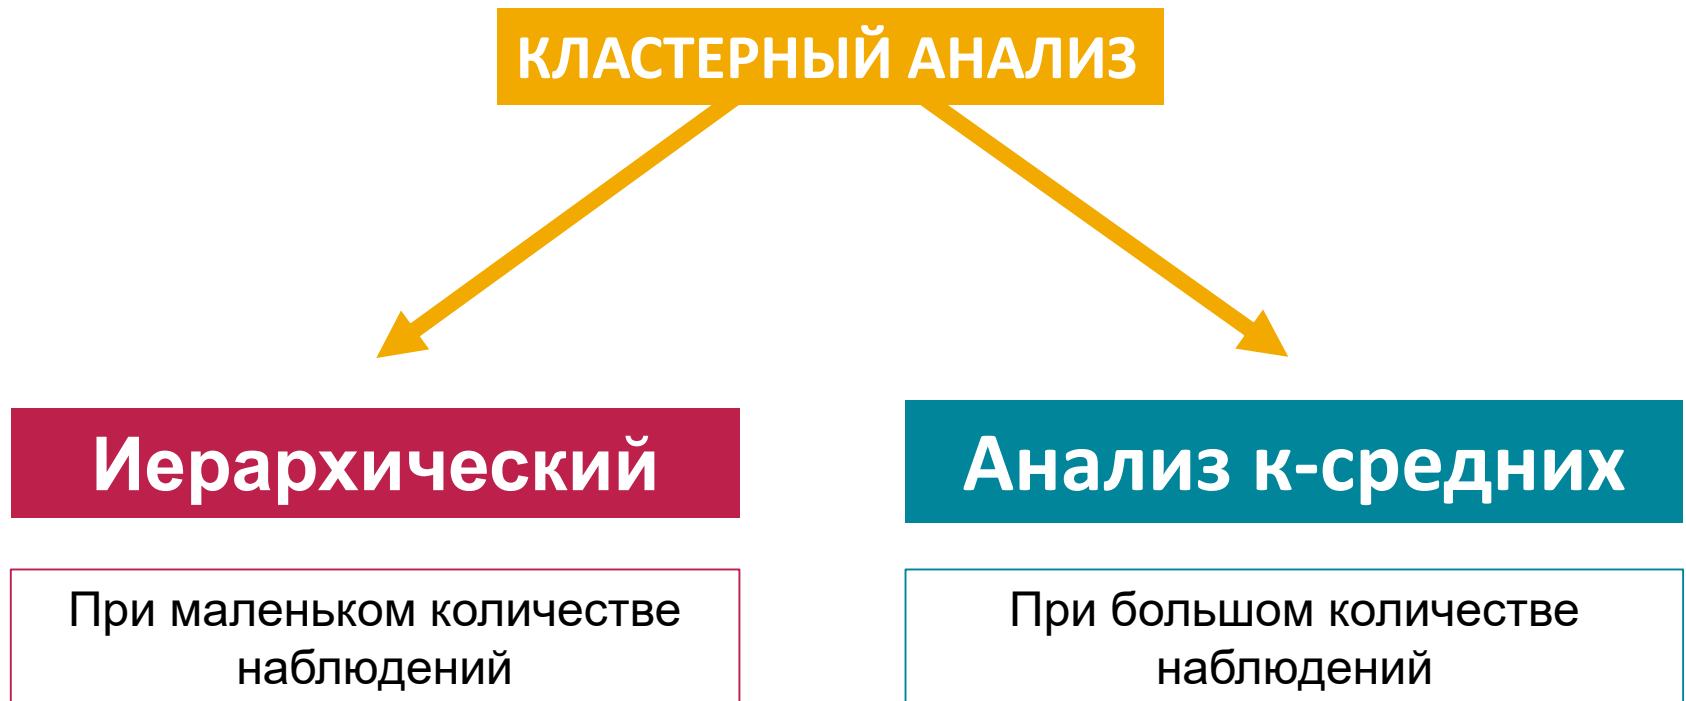 КЛАСТЕРНЫЙ АНАЛИЗ
Иерархический
Анализ к-средних
При маленьком количестве
наблюдений
При большом количестве
наблюдений